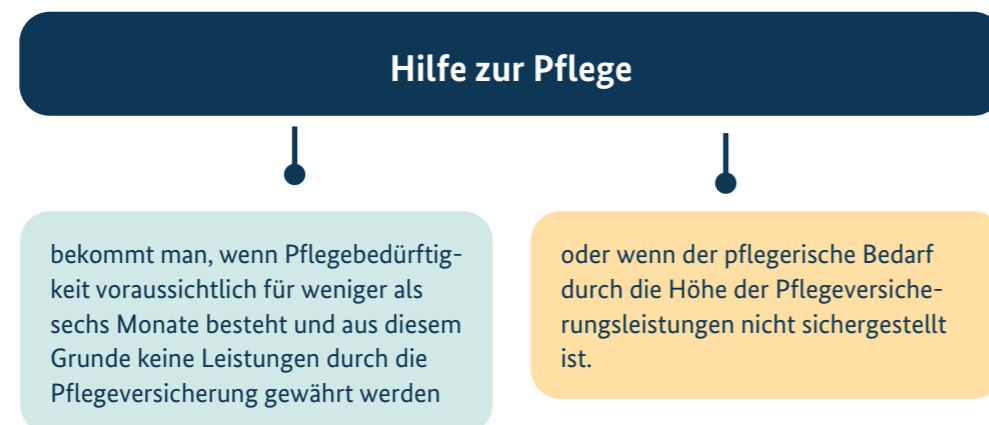 Hilfe zur Pflege
bekommt man, wenn Pflegebedürftig-
keit voraussichtlich für weniger als
sechs Monate besteht und aus diesem
Grunde keine Leistungen durch die
Pflegeversicherung gewährt werden
oder wenn der pflegerische Bedarf
durch die Höhe der Pflegeversiche-
rungsleistungen nicht sichergestellt
ist.